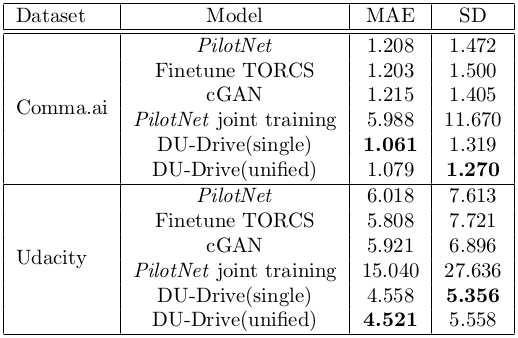 Dataset Model MAE SD
PilotNet 1.208 1.472
Finetune TORCS 1.203 1.500
cGAN 1.215 1.405
Comma.ai
PilotNet joint training 5.988 11.670
DU-Drive(single) 1.061 1.319
DU-Drive(unified) 1.079 1.270
PilotNet 6.018 7.613
Finetune TORCS 5.808 7.721
cGAN 5.921 6.896
Udacity
PilotNet joint training 15.040 27.636
DU-Drive(single) 4.558 5.356
DU-Drive(unified) 4.521 5.558